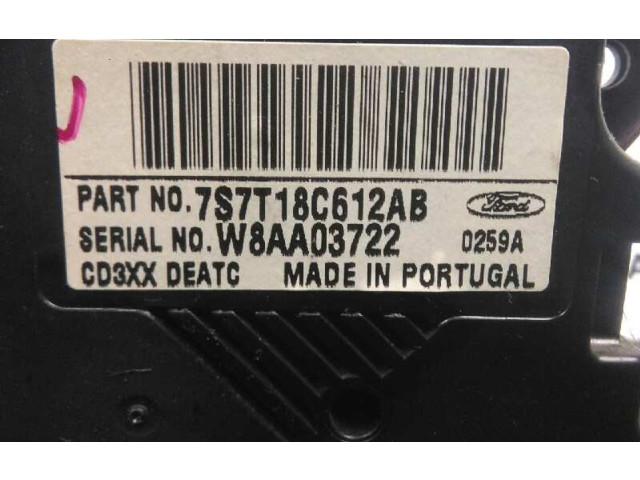 PART NO. 7S7T18C612AB
Ford
SERIAL NO. W8AA03722
0259A
CD3XX DEATC MADE IN PORTUGAL